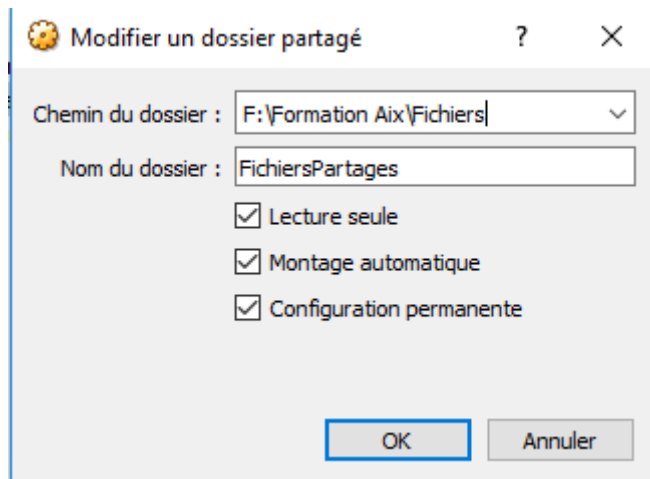 Modifier un dossier partagé ?
Chemin du dossier : F:\Formation Aix\Fichiers
Nom du dossier : FichiersPartages
Lecture seule
Montage automatique
Configuration permanente
OK Annuler